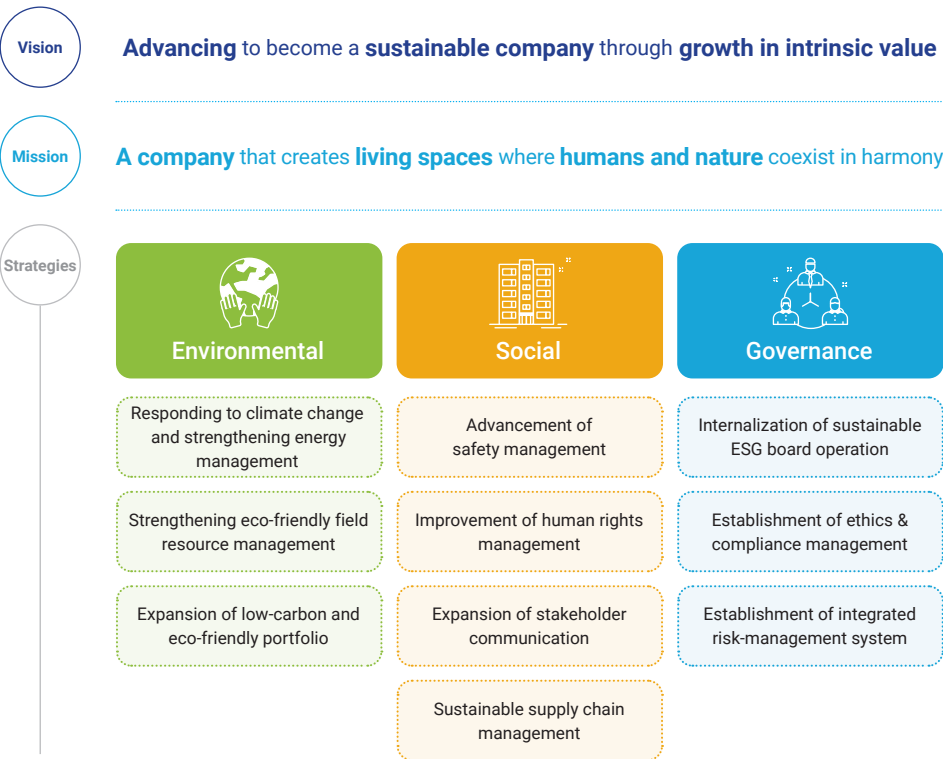 Vision
Advancing to become a sustainable company through growth in intrinsic value
Mission
A company that creates living spaces where humans and nature coexist in harmony
Strategies
Environmental
Responding to climate change
and strengthening energy
management
Strengthening eco-friendly field
resource management
Expansion of low-carbon and
eco-friendly portfolio
Social
Advancement of
safety management
Improvement of human rights
management
Expansion of stakeholder
communication
Sustainable supply chain
management
Governance
Internalization of sustainable
ESG board operation
Establishment of ethics &
compliance management
Establishment of integrated
risk-management system